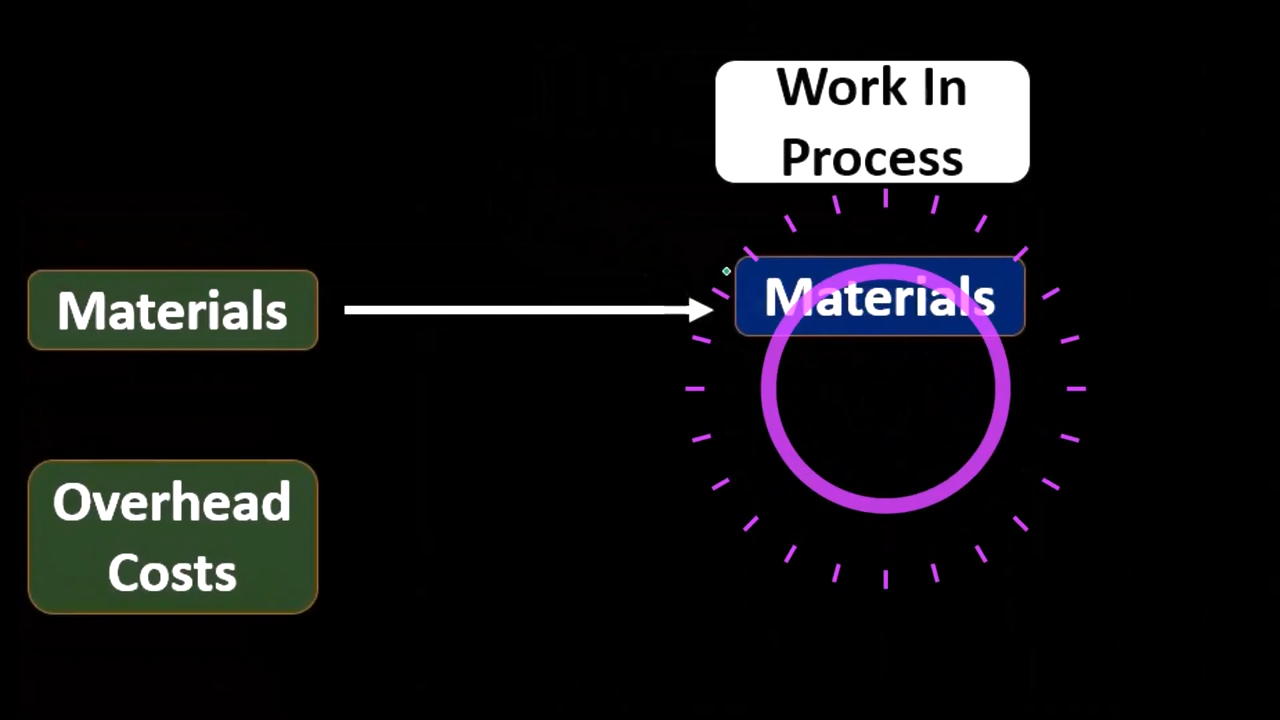 Work In
Process
Materials
Materials
Overhead
Costs